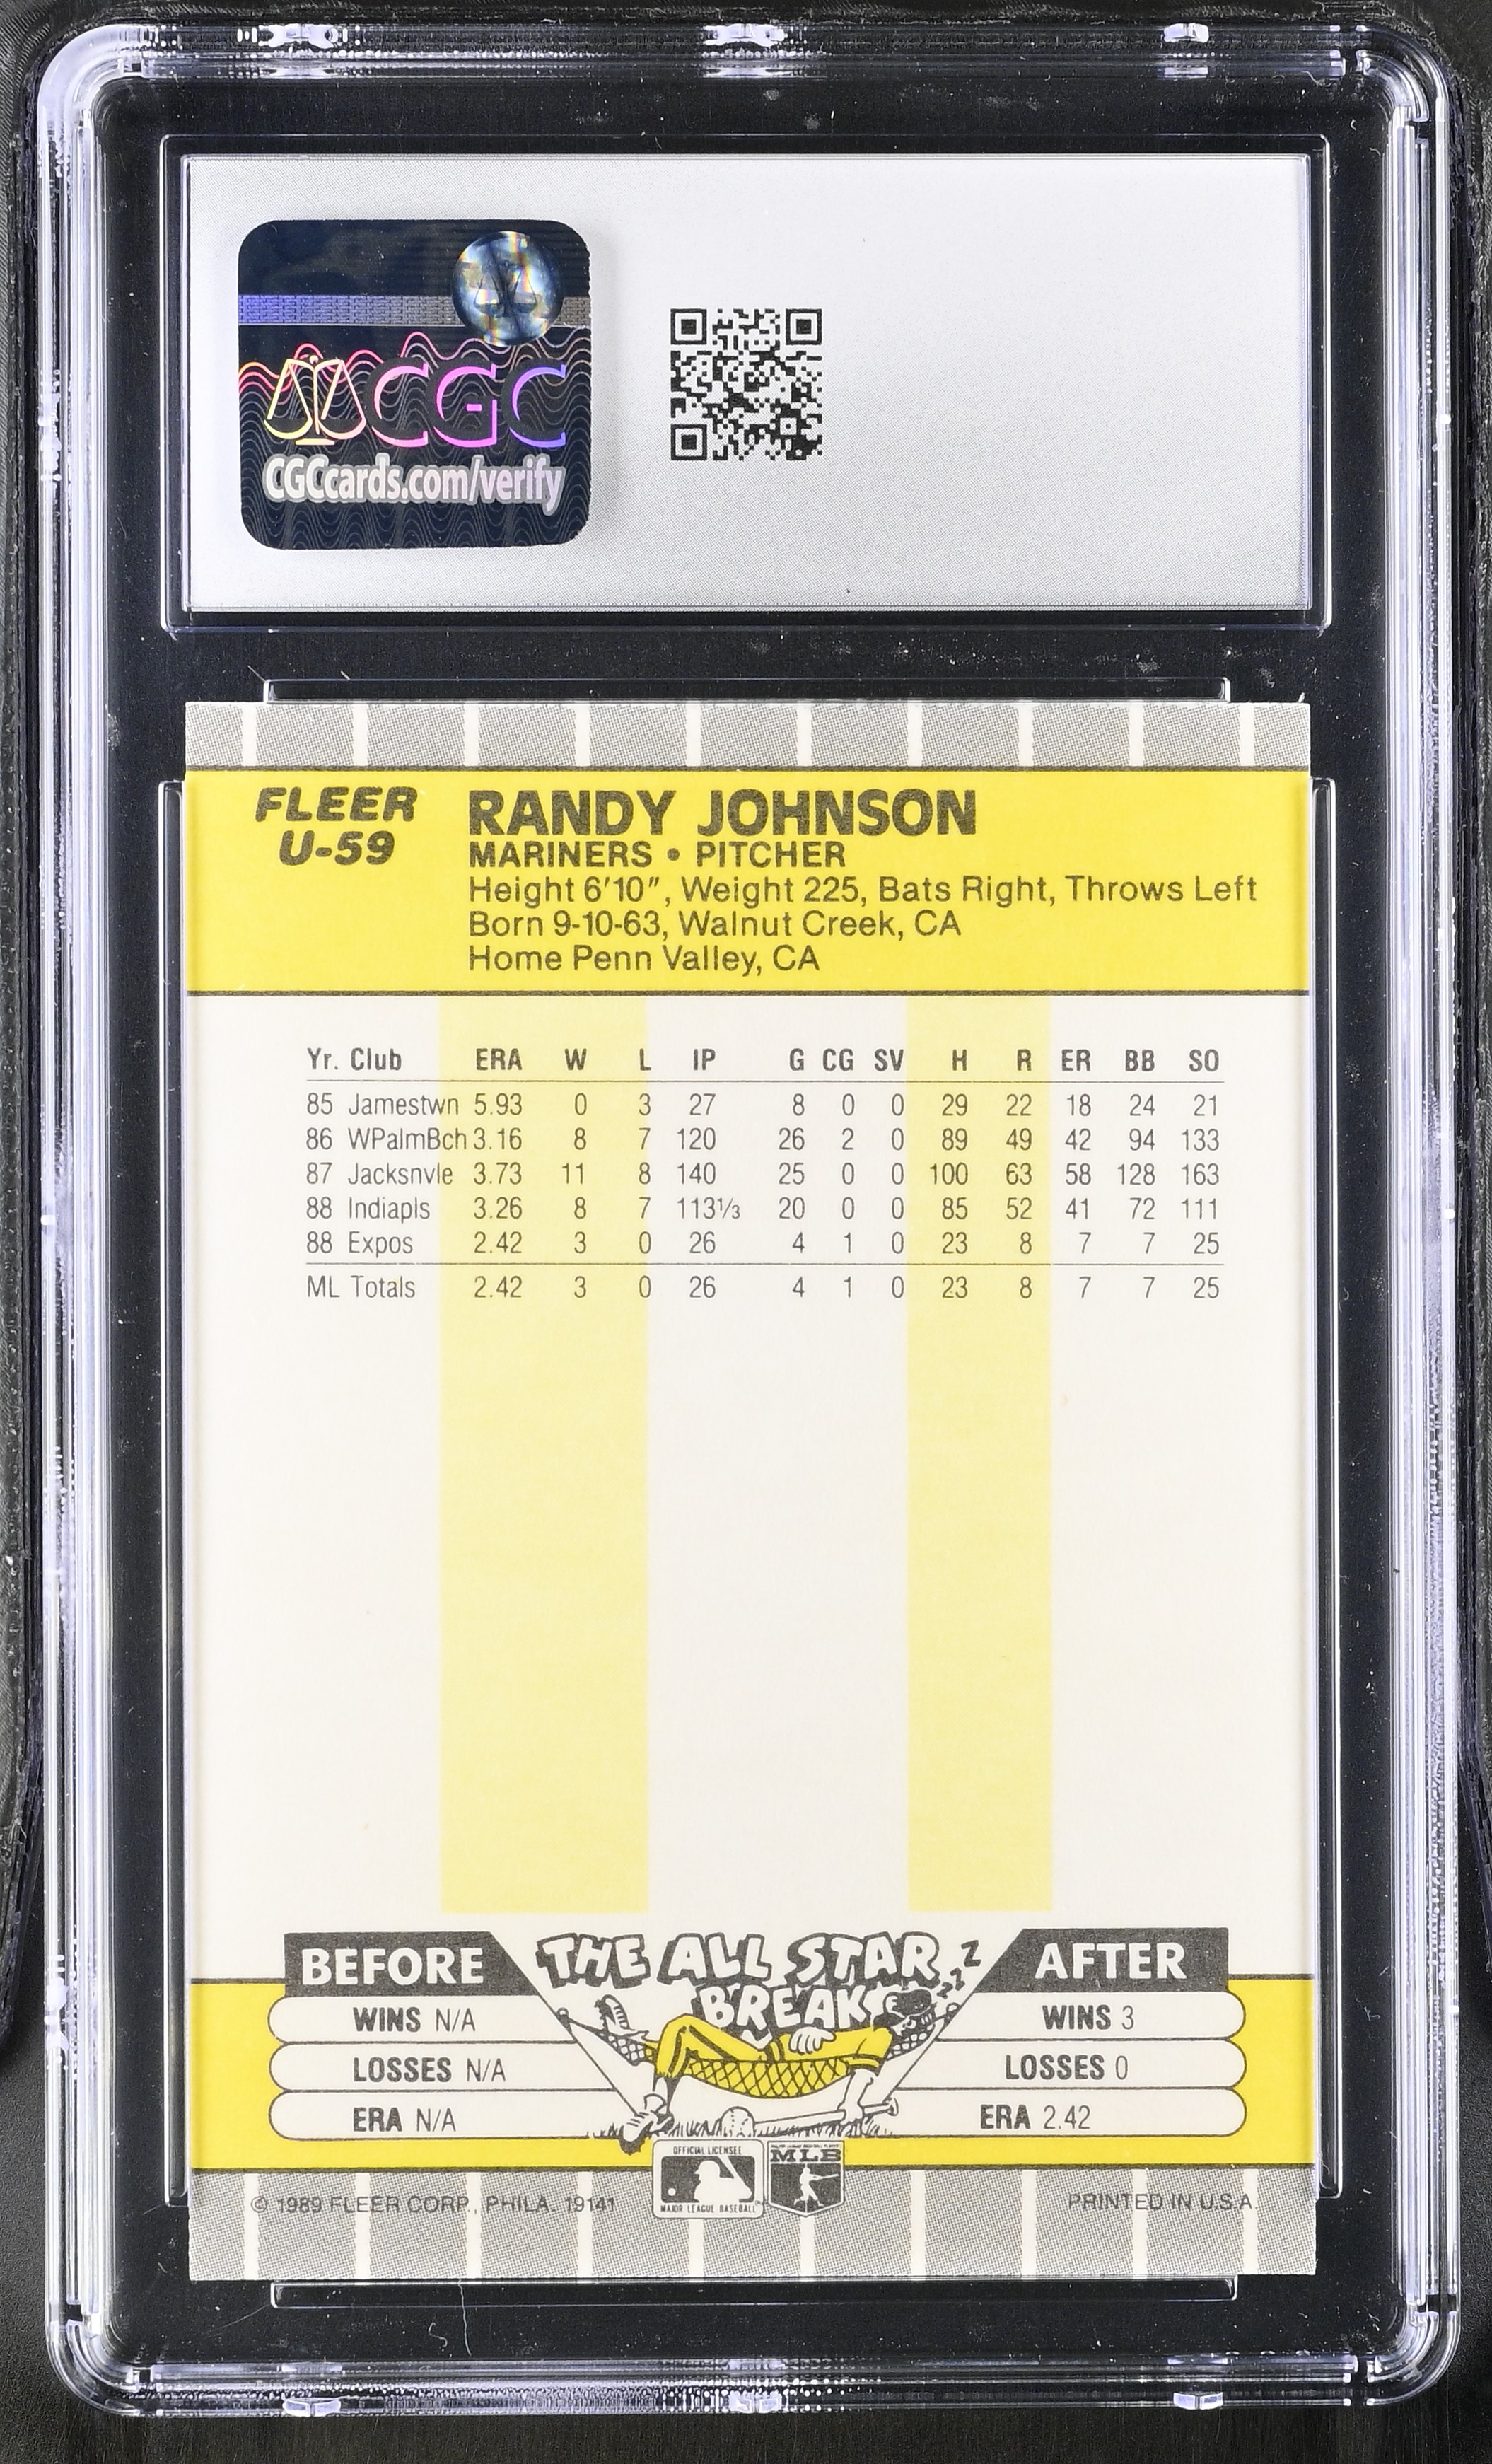 CGC
CGCcards.com/verify
FLEER
U-59
RANDY JOHNSON
MARINERS • PITCHER
Height 6'10", Weight 225, Bats Right, Throws Left
Born 9-10-63, Walnut Creek, CA
Home Penn Valley, CA
Yr. Club ERA W L IP G CG SV H R ER BB SO
85 Jamestwn 5.93 0 3 27 8 0 0 29 22 18 24 21
86 WPalmBch 3.16 8 7 120 26 2 0 89 49 42 94 133
87 Jacksnvle 3.73 11 8 140 25 0 0 100 63 58 128 163
88 Indiapls 3.26 8 7 113⅓ 20 0 0 85 52 41 72 111
88 Expos 2.42 3 0 26 4 1 0 23 8 7 7 25
ML Totals 2.42 3 0 26 4 1 0 23 8 7 7 25
BEFORE
WINS N/A
LOSSES N/A
ERA N/A
THE ALL STAR
BREAK
zzzz
AFTER
WINS 3
LOSSES 0
ERA 2.42
© 1989 FLEER CORP., PHILA. 19141
OFFICIAL LICENSEE
MAJOR LEAGUE BASEBALL
MLB
PRINTED IN U.S.A.